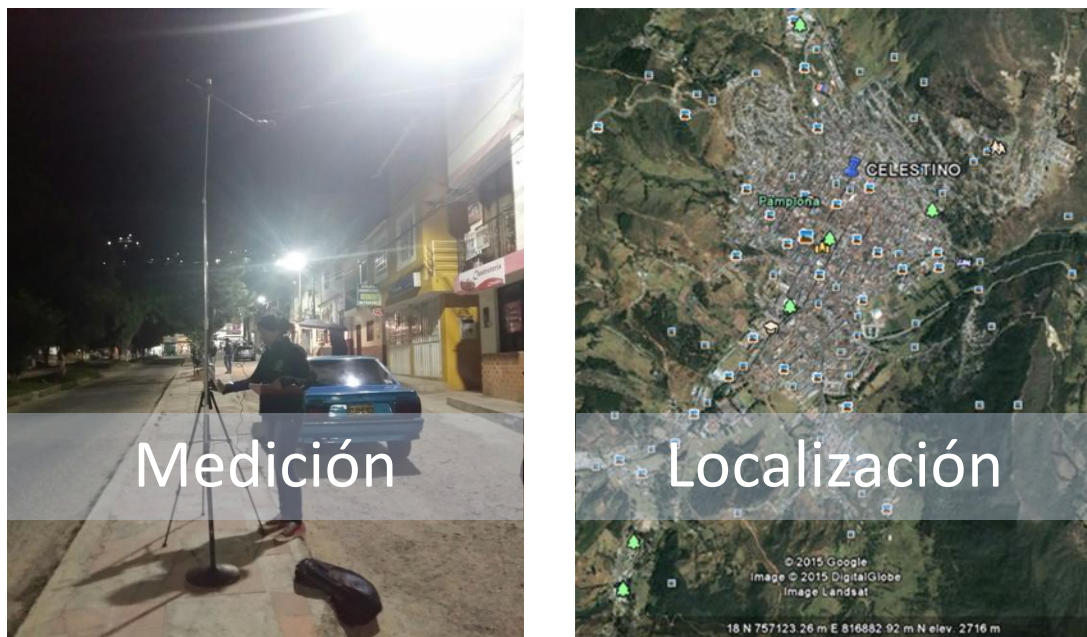 Medición
Localización
CELESTINO
Pamplona
© 2015 Google
Image © 2015 DigitalGlobe
Image Landsat
18 N 757123.26 m E 816882.92 m N elev. 2716 m